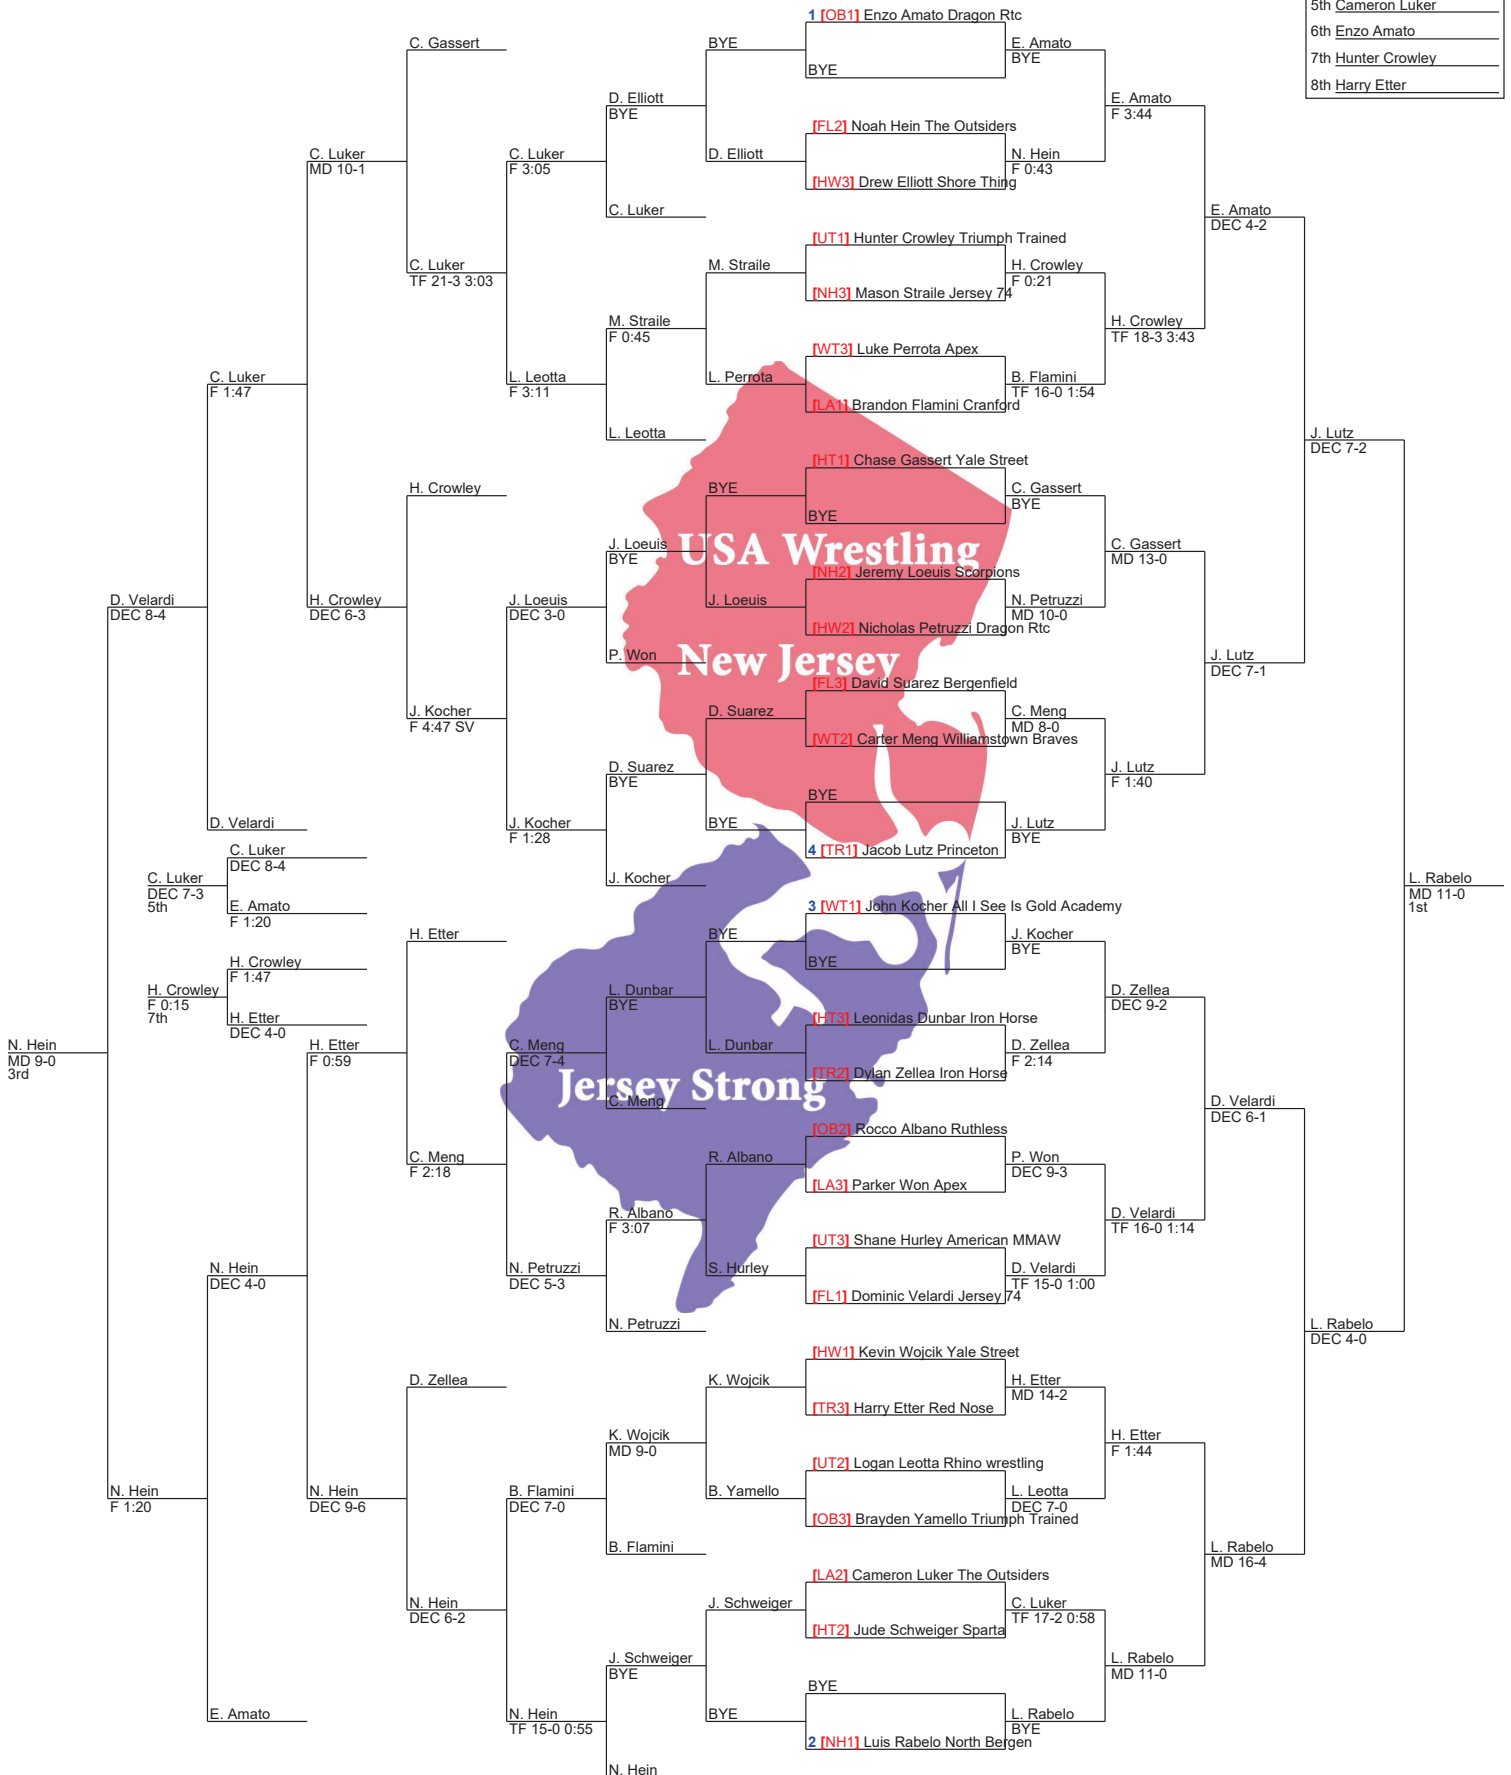 5th Cameron Luker
6th Enzo Amato
7th Hunter Crowley
8th Harry Etter
1 [OB1] Enzo Amato Dragon Rtc
BYE
[FL2] Noah Hein The Outsiders
[HW3] Drew Elliott Shore Thing
[UT1] Hunter Crowley Triumph Trained
[NH3] Mason Straile Jersey 74
[WT3] Luke Perrota Apex
[LA1] Brandon Flamini Cranford
[HT1] Chase Gassert Yale Street
BYE
[NH2] Jeremy Loeuis Scorpions
[HW2] Nicholas Petruzzi Dragon Rtc
[FL3] David Suarez Bergenfield
[WT2] Carter Meng Williamstown Braves
BYE
4 [TR1] Jacob Lutz Princeton
3 [WT1] John Kocher All I See Is Gold Academy
BYE
[HT3] Leonidas Dunbar Iron Horse
[TR2] Dylan Zellea Iron Horse
[OB2] Rocco Albano Ruthless
[LA3] Parker Won Apex
[UT3] Shane Hurley American MMAW
[FL1] Dominic Velardi Jersey 74
[HW1] Kevin Wojcik Yale Street
[TR3] Harry Etter Red Nose
[UT2] Logan Leotta Rhino wrestling
[OB3] Brayden Yamello Triumph Trained
[LA2] Cameron Luker The Outsiders
[HT2] Jude Schweiger Sparta
BYE
2 [NH1] Luis Rabelo North Bergen
E. Amato
BYE
N. Hein
F 0:43
H. Crowley
F 0:21
B. Flamini
TF 16-0 1:54
C. Gassert
BYE
N. Petruzzi
MD 10-0
C. Meng
MD 8-0
J. Lutz
BYE
J. Kocher
BYE
D. Zellea
F 2:14
P. Won
DEC 9-3
D. Velardi
TF 15-0 1:00
H. Etter
MD 14-2
L. Leotta
DEC 7-0
C. Luker
TF 17-2 0:58
L. Rabelo
BYE
E. Amato
F 3:44
H. Crowley
TF 18-3 3:43
C. Gassert
MD 13-0
J. Lutz
F 1:40
D. Zellea
DEC 9-2
D. Velardi
TF 16-0 1:14
H. Etter
F 1:44
L. Rabelo
MD 11-0
E. Amato
DEC 4-2
J. Lutz
DEC 7-1
D. Velardi
DEC 6-1
L. Rabelo
MD 16-4
J. Lutz
DEC 7-2
L. Rabelo
DEC 4-0
L. Rabelo
MD 11-0
1st
BYE
D. Elliott
M. Straile
L. Perrota
BYE
J. Loeuis
D. Suarez
BYE
BYE
L. Dunbar
R. Albano
S. Hurley
K. Wojcik
B. Yamello
J. Schweiger
BYE
D. Elliott
BYE
C. Luker
M. Straile
F 0:45
L. Leotta
J. Loeuis
BYE
P. Won
D. Suarez
BYE
J. Kocher
L. Dunbar
BYE
C. Meng
R. Albano
F 3:07
N. Petruzzi
K. Wojcik
MD 9-0
B. Flamini
J. Schweiger
BYE
N. Hein
C. Luker
F 3:05
L. Leotta
F 3:11
J. Loeuis
DEC 3-0
J. Kocher
F 1:28
C. Meng
DEC 7-4
N. Petruzzi
DEC 5-3
B. Flamini
DEC 7-0
N. Hein
TF 15-0 0:55
C. Gassert
C. Luker
TF 21-3 3:03
H. Crowley
J. Kocher
F 4:47 SV
H. Etter
C. Meng
F 2:18
D. Zellea
N. Hein
DEC 6-2
C. Luker
MD 10-1
H. Crowley
DEC 6-3
H. Etter
F 0:59
N. Hein
DEC 9-6
C. Luker
F 1:47
D. Velardi
N. Hein
DEC 4-0
E. Amato
D. Velardi
DEC 8-4
N. Hein
F 1:20
N. Hein
MD 9-0
3rd
C. Luker
DEC 8-4
E. Amato
F 1:20
C. Luker
DEC 7-3
5th
H. Crowley
F 1:47
H. Etter
DEC 4-0
H. Crowley
F 0:15
7th
USA Wrestling
New Jersey
Jersey Strong